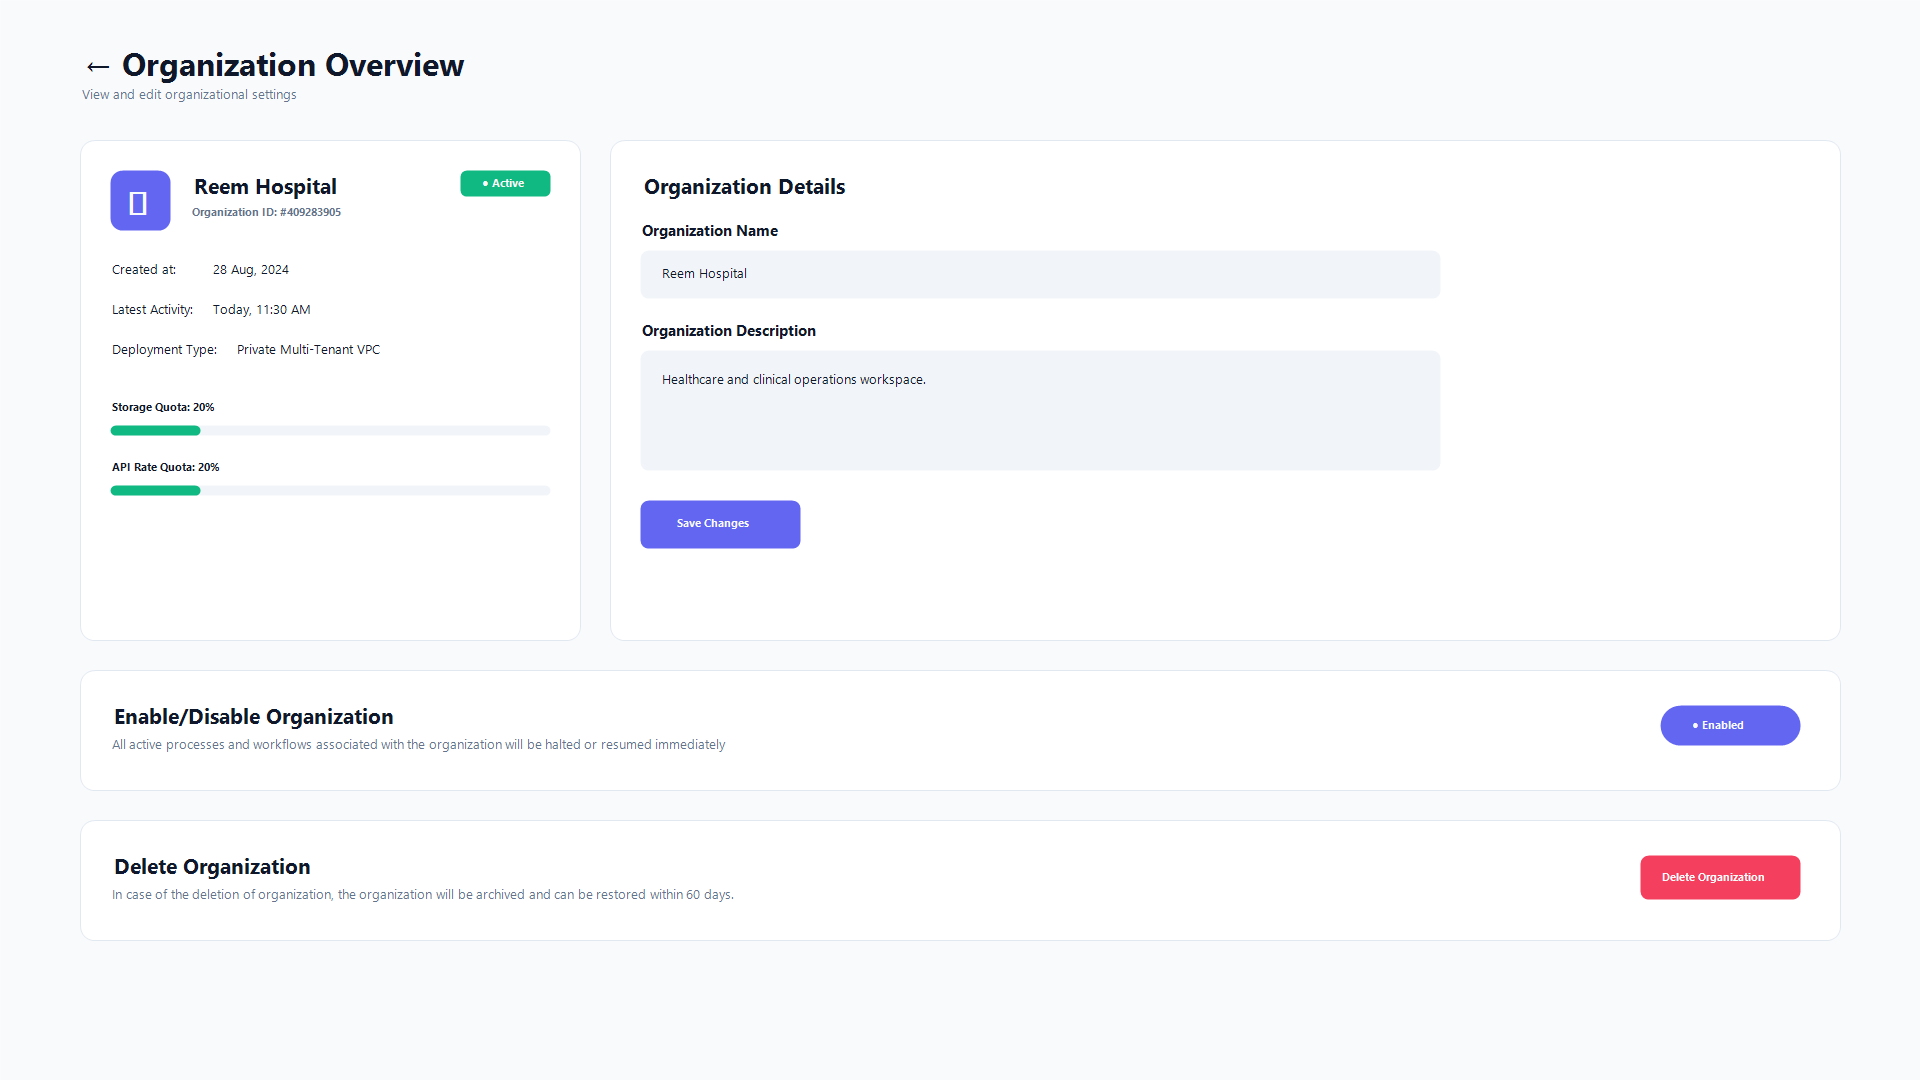 ← Organization Overview
View and edit organizational settings
Reem Hospital
● Active
Organization ID: #409283905
Created at: 28 Aug, 2024
Latest Activity: Today, 11:30 AM
Deployment Type: Private Multi-Tenant VPC
Storage Quota: 20%
API Rate Quota: 20%
Organization Details
Organization Name
Reem Hospital
Organization Description
Healthcare and clinical operations workspace.
Save Changes
Enable/Disable Organization
All active processes and workflows associated with the organization will be halted or resumed immediately
● Enabled
Delete Organization
In case of the deletion of organization, the organization will be archived and can be restored within 60 days.
Delete Organization